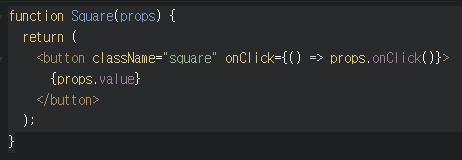 function Square(props) {
  return (
    <button className="square" onClick={() => props.onClick()}>
      {props.value}
    </button>
  );
}